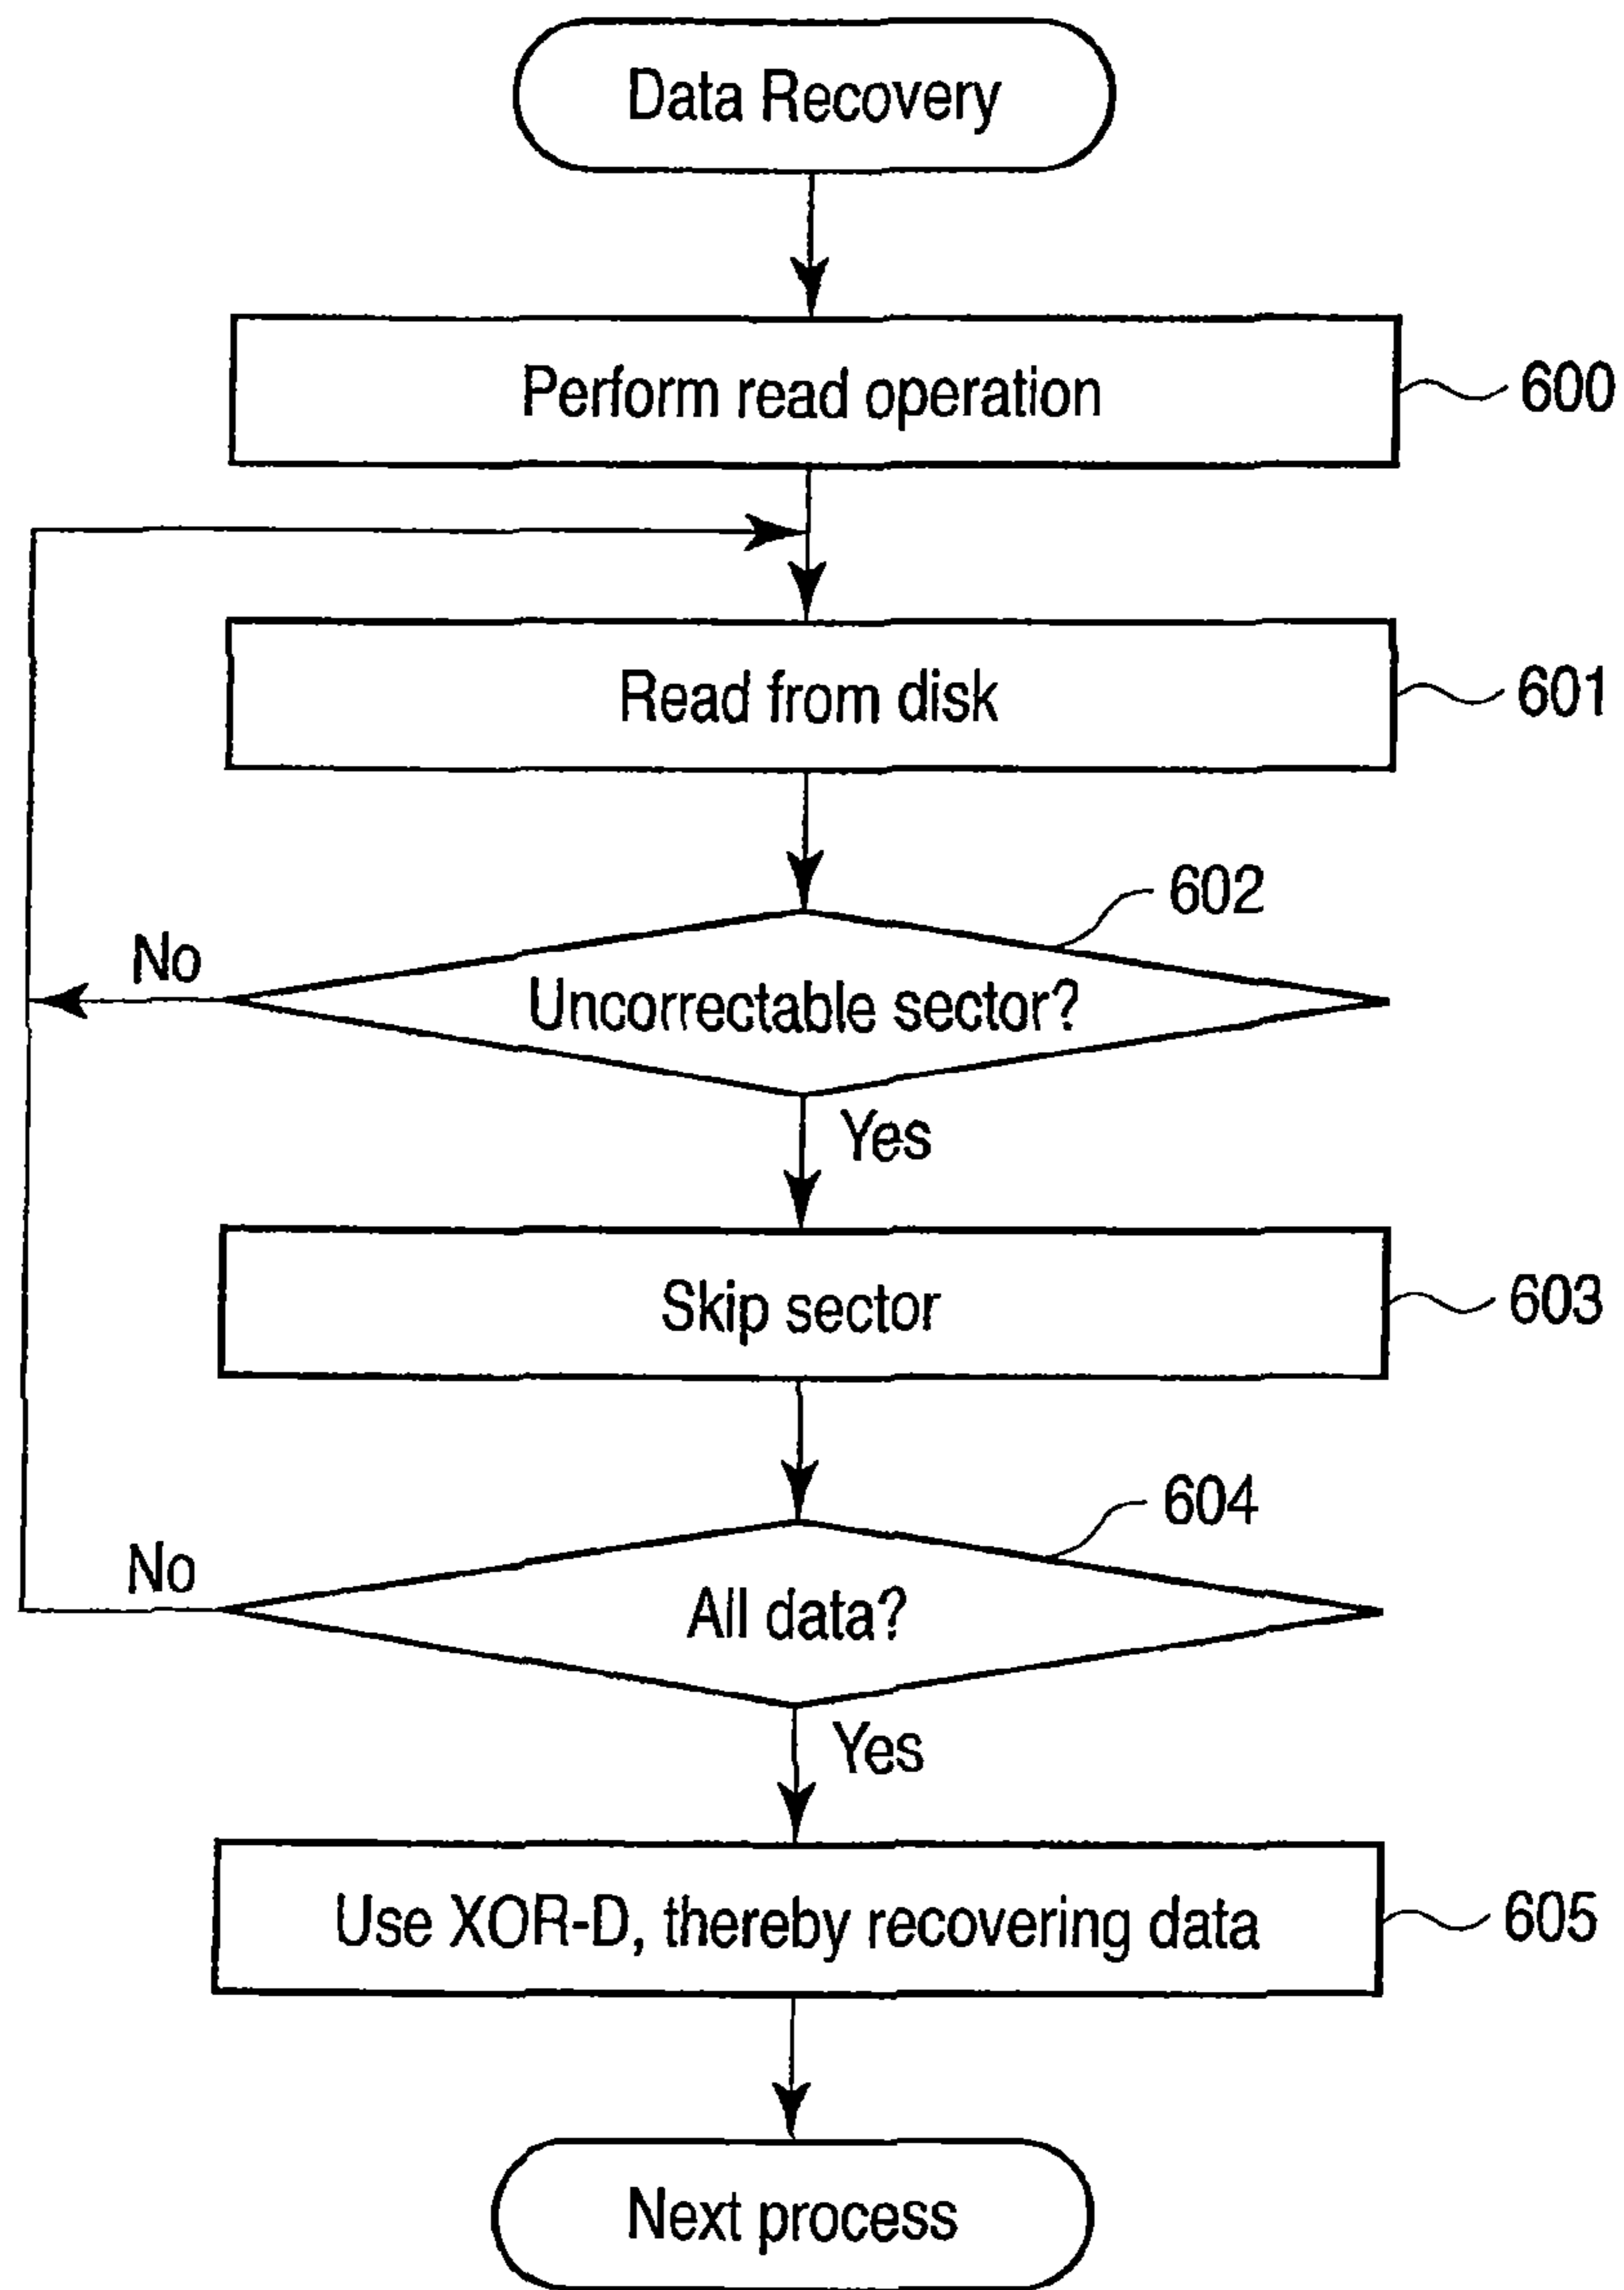 Data Recovery
Perform read operation
600
Read from disk
601
602
No
Uncorrectable sector?
Yes
Skip sector
603
604
No
All data?
Yes
Use XOR-D, thereby recovering data
605
Next process